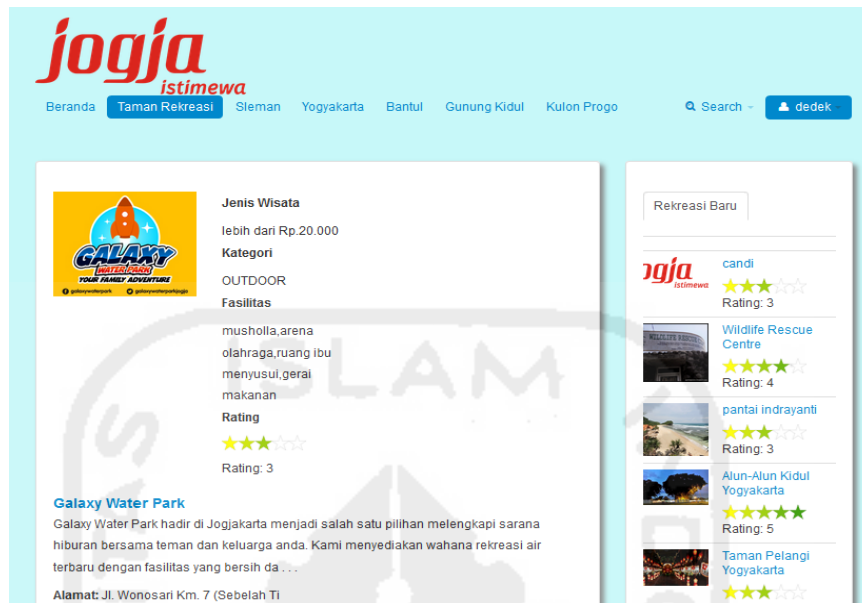 jogja
istimewa
Beranda Taman Rekreasi Sleman Yogyakarta Bantul Gunung Kidul Kulon Progo Search dedek
GALAXY
WATER PARK
YOUR FAMILY ADVENTURE
galaxywaterpark galaxywaterparkjogja
Jenis Wisata
lebih dari Rp.20.000
Kategori
OUTDOOR
Fasilitas
musholla,arena
olahraga,ruang ibu
menyusui,gerai
makanan
Rating
Rating: 3
Galaxy Water Park
Galaxy Water Park hadir di Jogjakarta menjadi salah satu pilihan melengkapi sarana
hiburan bersama teman dan keluarga anda. Kami menyediakan wahana rekreasi air
terbaru dengan fasilitas yang bersih da . . .
Alamat: Jl. Wonosari Km. 7 (Sebelah Ti
Rekreasi Baru
jogja
istimewa
candi
Rating: 3
WILDLIFE RESCUE
Wildlife Rescue
Centre
Rating: 4
pantai indrayanti
Rating: 3
Alun-Alun Kidul
Yogyakarta
Rating: 5
Taman Pelangi
Yogyakarta
ISLAM